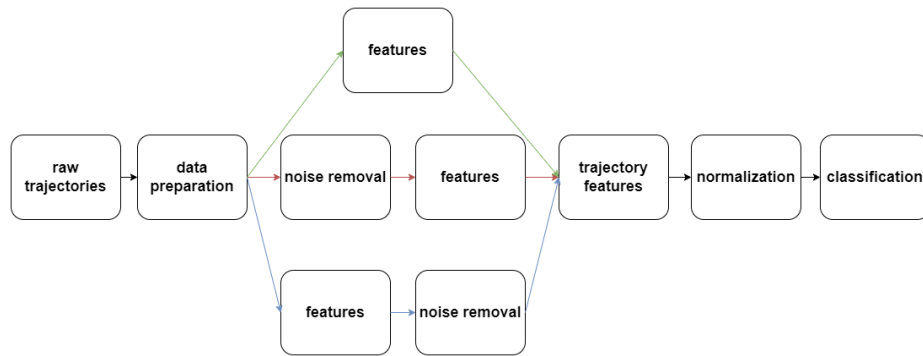 features
raw
trajectories
data
preparation
noise removal
features
trajectory
features
normalization
classification
features
noise removal